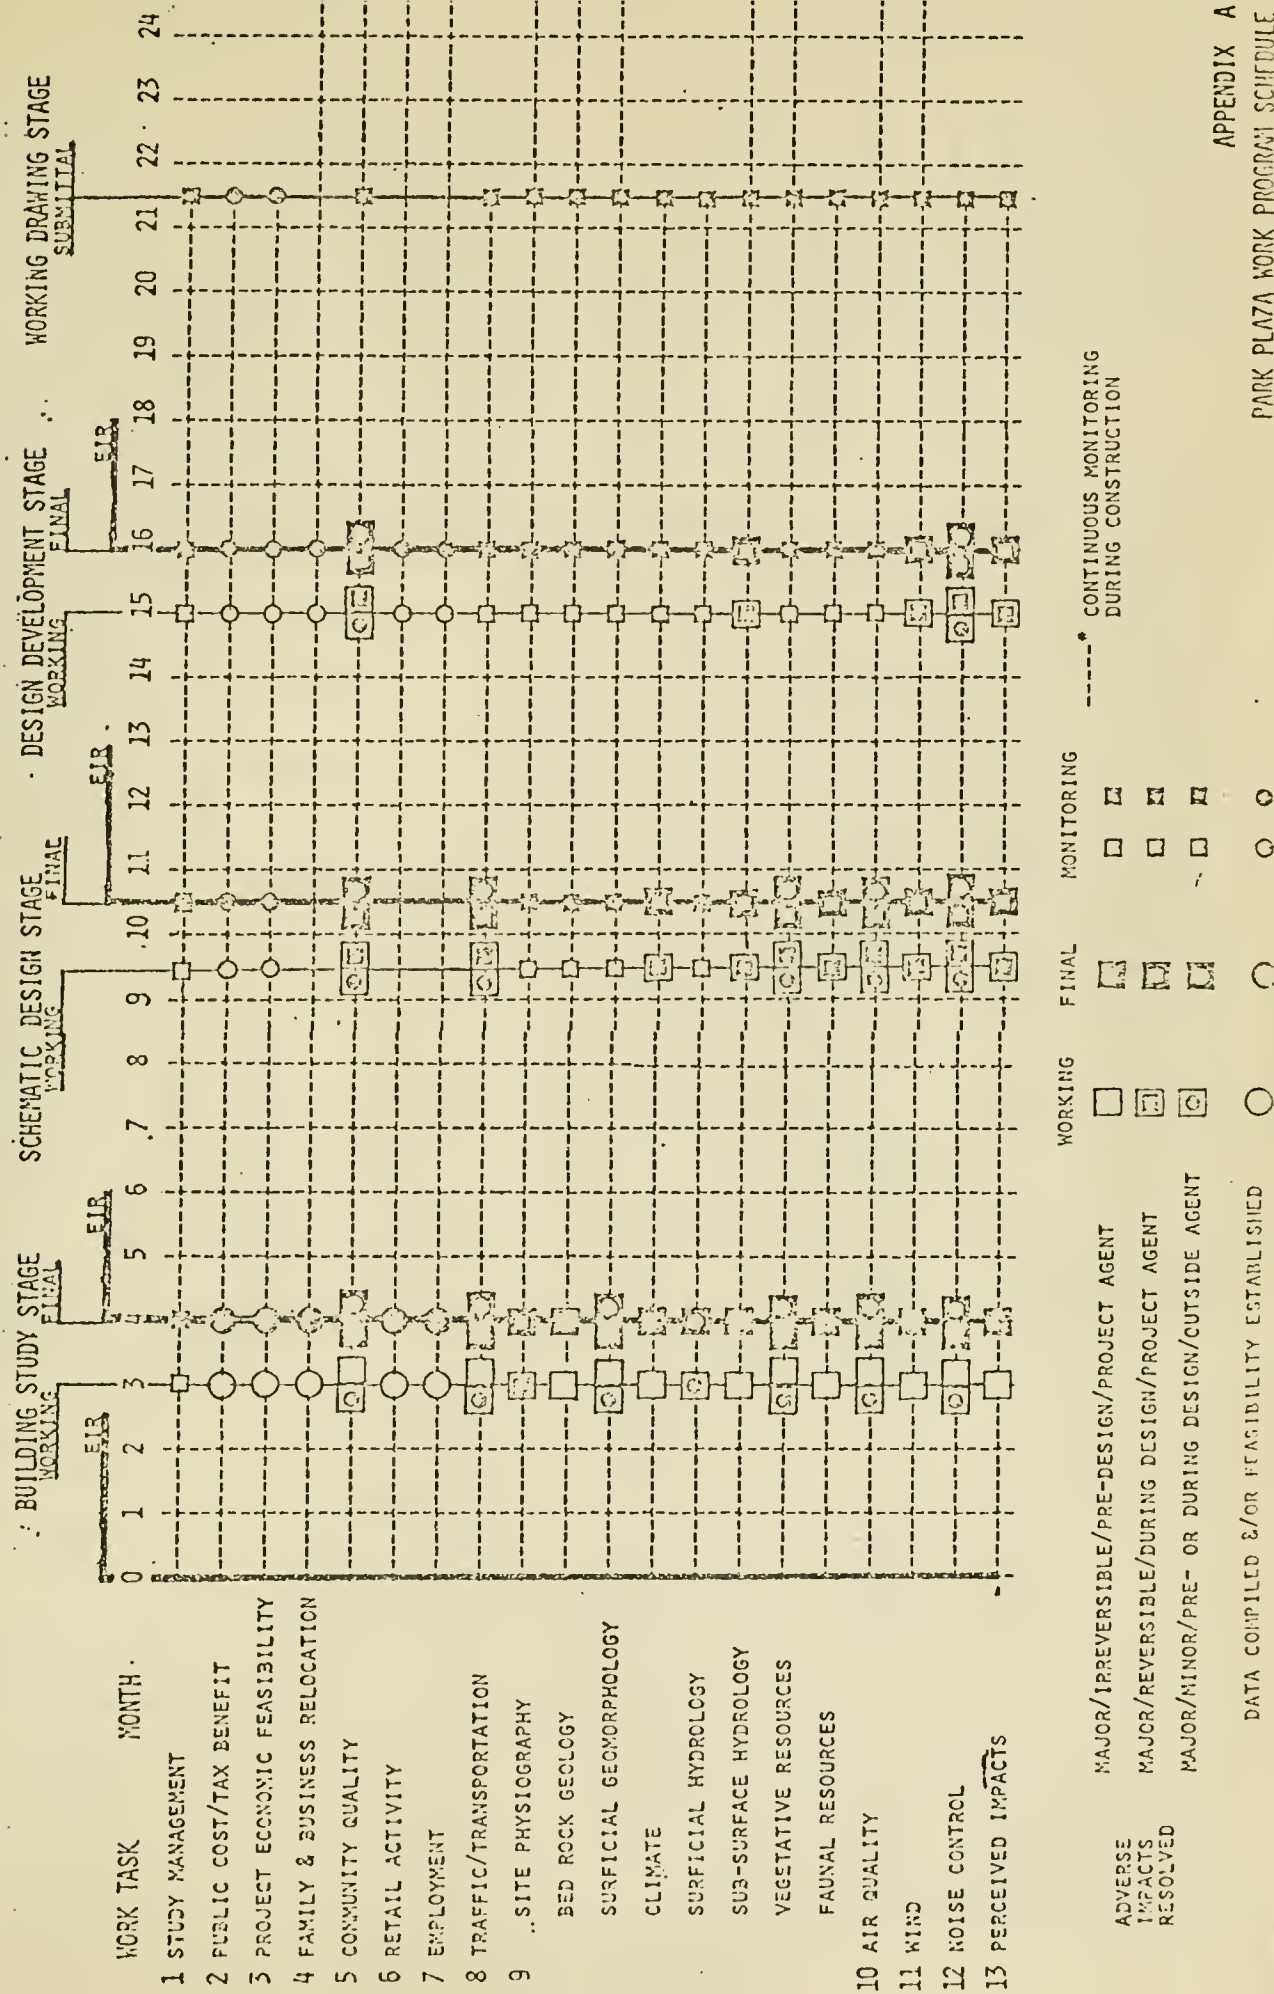 BUILDING STUDY STAGE
WORKING FINAL
EIR EIR
SCHEMATIC DESIGN STAGE
WORKING FINAL
EIR
DESIGN DEVELOPMENT STAGE
WORKING FINAL
EIR
WORKING DRAWING STAGE
SUBMITTAL
WORK TASK MONTH 0 1 2 3 4 5 6 7 8 9 10 11 12 13 14 15 16 17 18 19 20 21 22 23 24
1 STUDY MANAGEMENT
2 PUBLIC COST/TAX BENEFIT
3 PROJECT ECONOMIC FEASIBILITY
4 FAMILY & BUSINESS RELOCATION
5 COMMUNITY QUALITY
6 RETAIL ACTIVITY
7 EMPLOYMENT
8 TRAFFIC/TRANSPORTATION
9 SITE PHYSIOGRAPHY
BED ROCK GEOLOGY
SURFICIAL GEOMORPHOLOGY
CLIMATE
SURFICIAL HYDROLOGY
SUB-SURFACE HYDROLOGY
VEGETATIVE RESOURCES
FAUNAL RESOURCES
10 AIR QUALITY
11 WIND
12 NOISE CONTROL
13 PERCEIVED IMPACTS
WORKING FINAL MONITORING
ADVERSE IMPACTS RESOLVED
MAJOR/IRREVERSIBLE/PRE-DESIGN/PROJECT AGENT
MAJOR/REVERSIBLE/DURING DESIGN/PROJECT AGENT
MAJOR/MINOR/PRE- OR DURING DESIGN/OUTSIDE AGENT
DATA COMPILED &/OR FEASIBILITY ESTABLISHED
-----* CONTINUOUS MONITORING
DURING CONSTRUCTION
APPENDIX A
PARK PLAZA WORK PROGRAM SCHEDULE